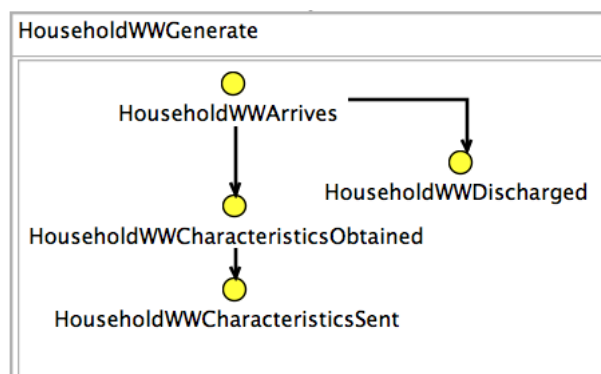 HouseholdWWGenerate
HouseholdWWArrives
HouseholdWWDischarged
HouseholdWWCharacteristicsObtained
HouseholdWWCharacteristicsSent